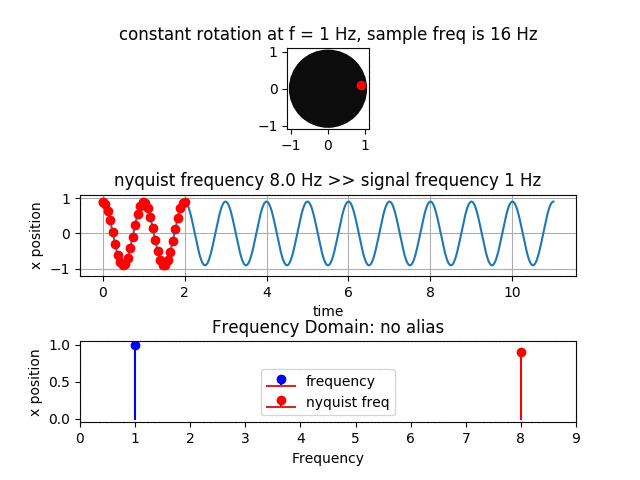 constant rotation at f = 1 Hz, sample freq is 16 Hz
1
0
−1
−1 0 1
nyquist frequency 8.0 Hz >> signal frequency 1 Hz
1
0
−1
x position
0 2 4 6 8 10
time
Frequency Domain: no alias
1.0
0.5
0.0
x position
frequency
nyquist freq
0 1 2 3 4 5 6 7 8 9
Frequency